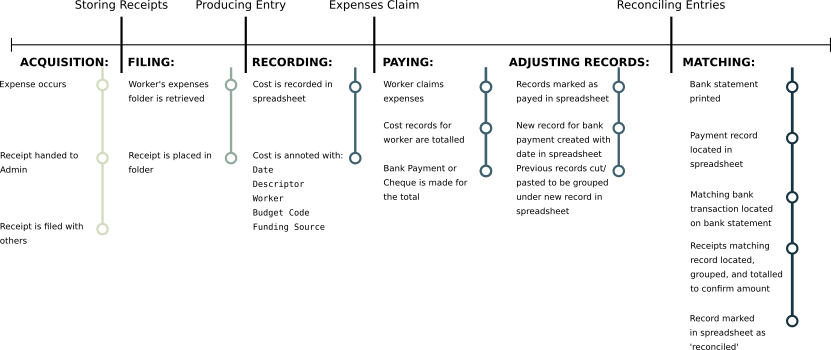 Storing Receipts
Producing Entry
Expenses Claim
Reconciling Entries
ACQUISITION:
Expense occurs
Receipt handed to
Admin
Receipt is filed with
others
FILING:
Worker's expenses
folder is retrieved
Receipt is placed in
folder
RECORDING:
Cost is recorded in
spreadsheet
Cost is annoted with:
Date
Descriptor
Worker
Budget Code
Funding Source
PAYING:
Worker claims
expenses
Cost records for
worker are totalled
Bank Payment or
Cheque is made for
the total
ADJUSTING RECORDS:
Records marked as
payed in spreadsheet
New record for bank
payment created with
date in spreadsheet
Previous records cut/
pasted to be grouped
under new record in
spreadsheet
MATCHING:
Bank statement
printed
Payment record
located in
spreadsheet
Matching bank
transaction located
on bank statement
Receipts matching
record located,
grouped, and totalled
to confirm amount
Record marked
in spreadsheet as
'reconciled'